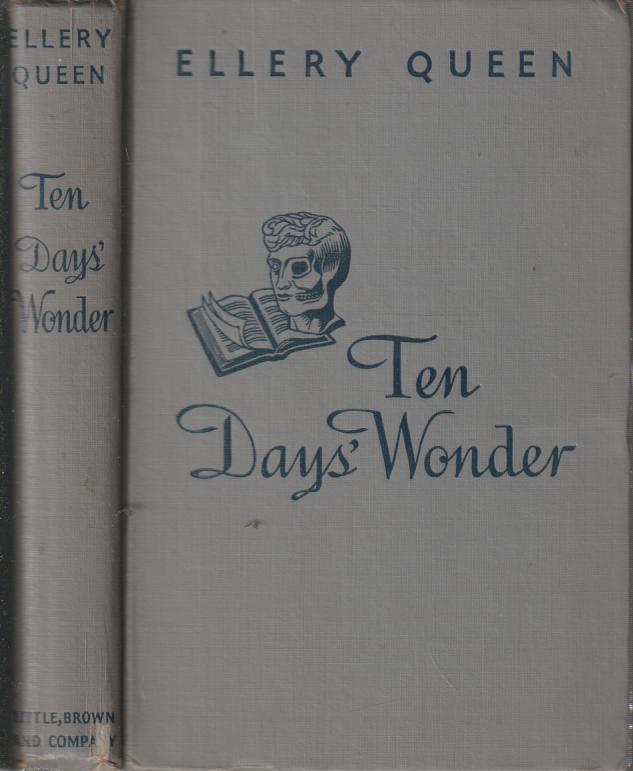 ELLERY
QUEEN
Ten
Days'
Wonder
LITTLE, BROWN
AND COMPANY
ELLERY QUEEN
Ten
Days' Wonder